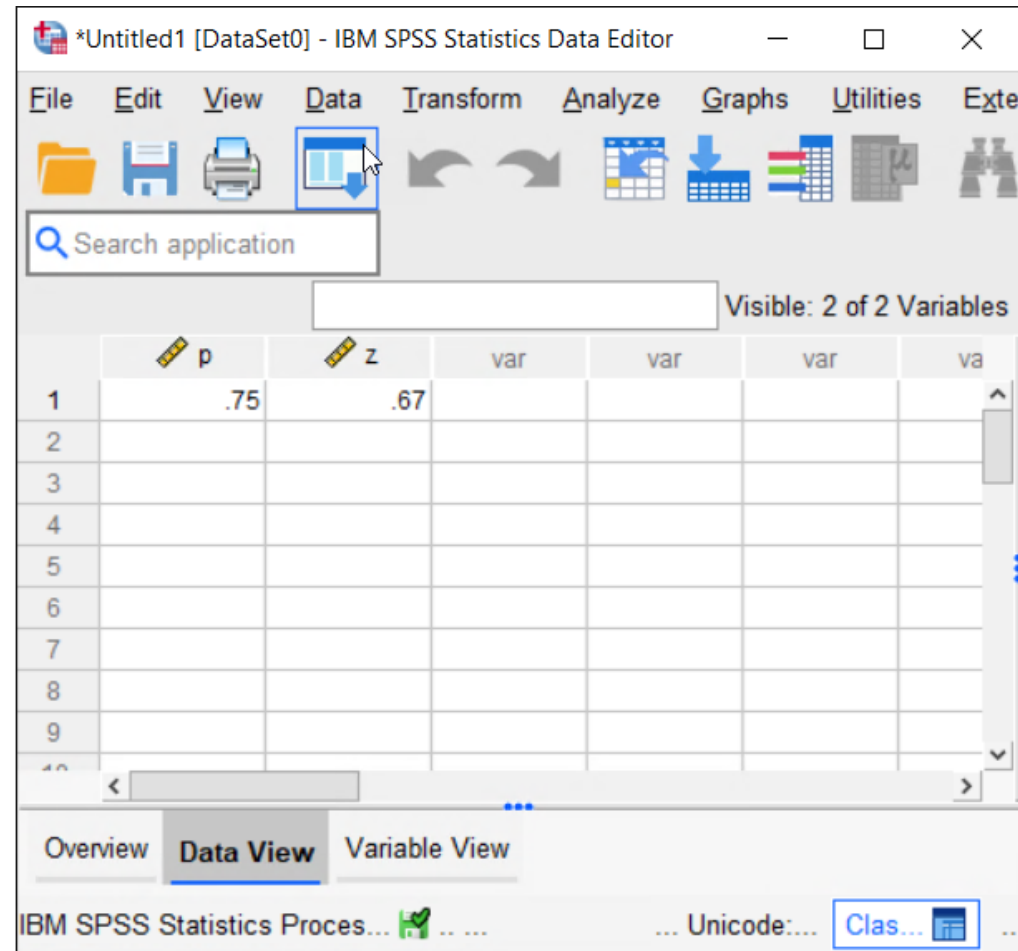 *Untitled1 [DataSet0] - IBM SPSS Statistics Data Editor
File Edit View Data Transform Analyze Graphs Utilities Exte
Search application
Visible: 2 of 2 Variables
p z var var var va
1 .75 .67
2
3
4
5
6
7
8
9
Overview Data View Variable View
IBM SPSS Statistics Proces... .. ... ... Unicode:... Clas... ..